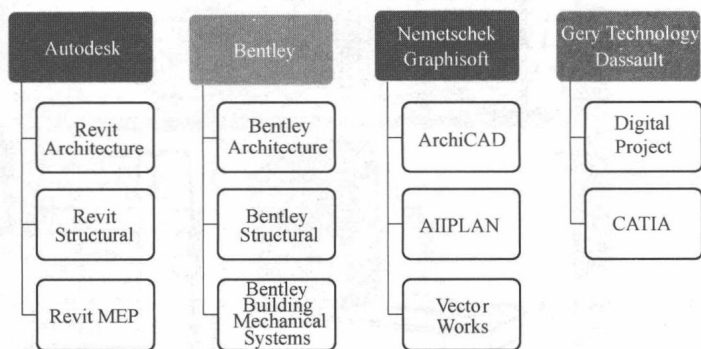 Autodesk
Revit
Architecture
Revit
Structural
Revit MEP
Bentley
Bentley
Architecture
Bentley
Structural
Bentley
Building
Mechanical
Systems
Nemetschek
Graphisoft
ArchiCAD
AIIPLAN
Vector
Works
Gery Technology
Dassault
Digital
Project
CATIA